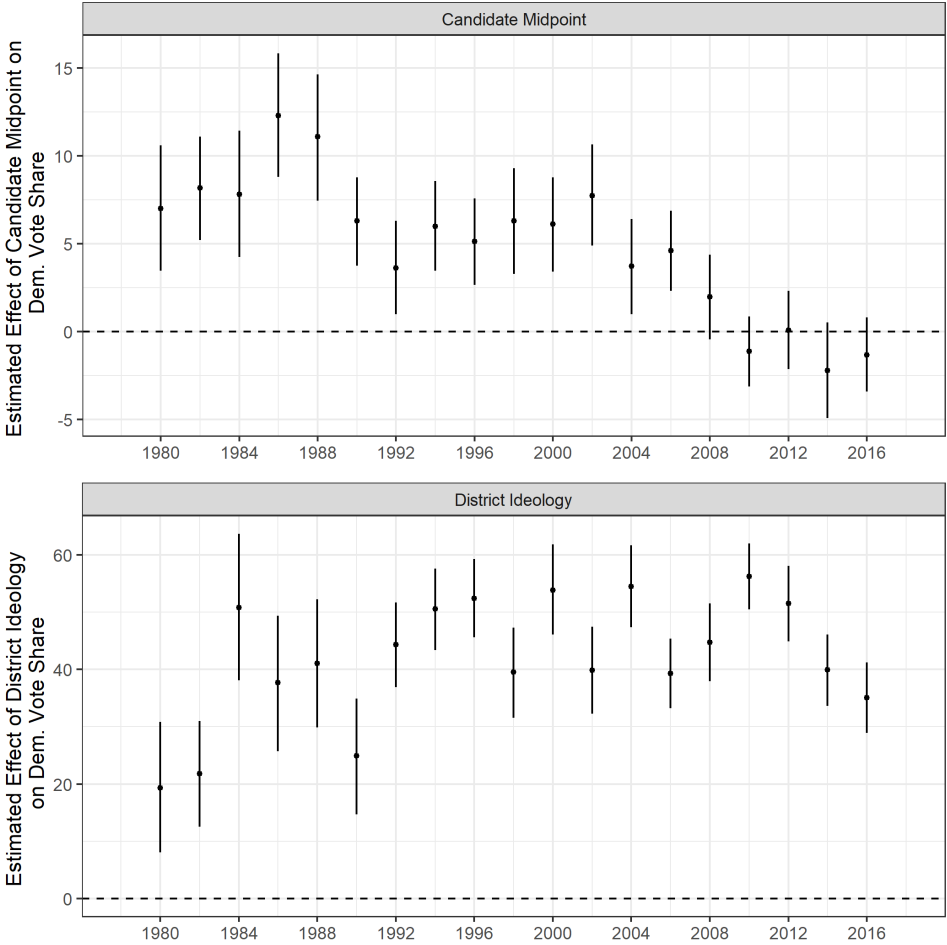 Candidate Midpoint
Estimated Effect of Candidate Midpoint on
Dem. Vote Share
15
10
5
0
-5
1980 1984 1988 1992 1996 2000 2004 2008 2012 2016
District Ideology
Estimated Effect of District Ideology
on Dem. Vote Share
60
40
20
0
1980 1984 1988 1992 1996 2000 2004 2008 2012 2016